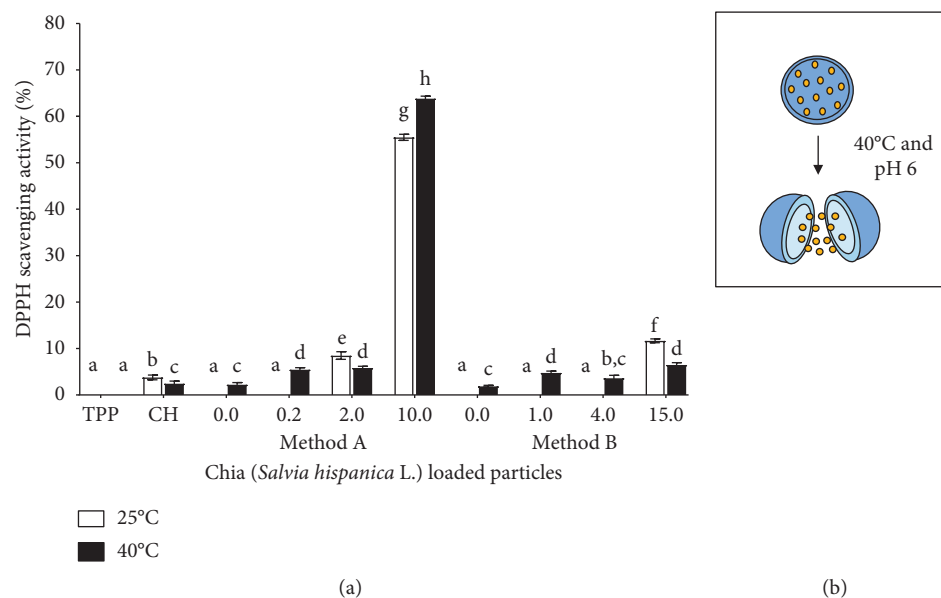 80
70
60
50
40
30
20
10
0
DPPH scavenging activity (%)
a a b c a c a d e d g h a c a d a b,c f d
TPP CH 0.0 0.2 2.0 10.0 0.0 1.0 4.0 15.0
Method A Method B
Chia (Salvia hispanica L.) loaded particles
25°C
40°C
(a)
40°C and
pH 6
(b)